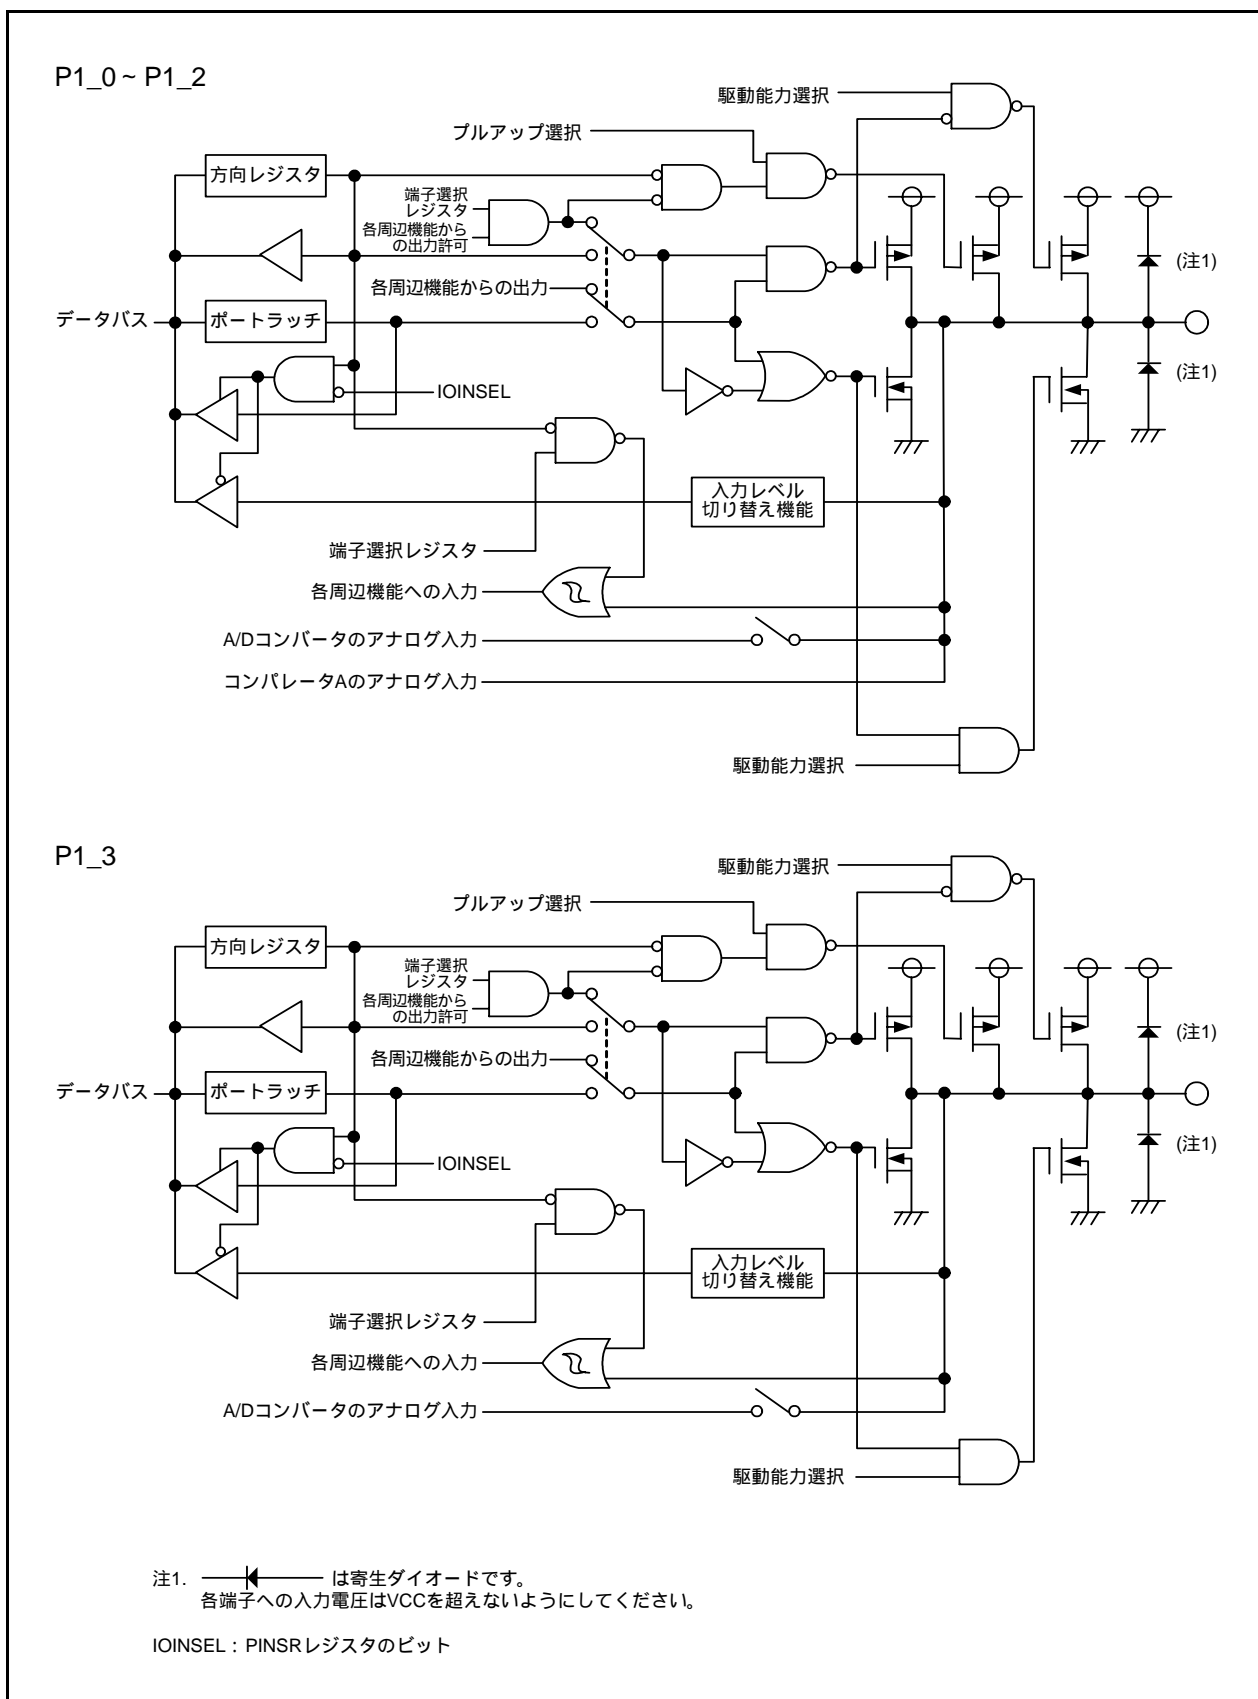 P1_0 ~ P1_2
駆動能力選択
プルアップ選択
方向レジスタ
端子選択
レジスタ
各周辺機能から
の出力許可
(注1)
各周辺機能からの出力
データバス
ポートラッチ
(注1)
IOINSEL
入力レベル
切り替え機能
端子選択レジスタ
各周辺機能への入力
A/Dコンバータのアナログ入力
コンパレータAのアナログ入力
駆動能力選択
P1_3
駆動能力選択
プルアップ選択
方向レジスタ
端子選択
レジスタ
各周辺機能から
の出力許可
(注1)
各周辺機能からの出力
データバス
ポートラッチ
(注1)
IOINSEL
入力レベル
切り替え機能
端子選択レジスタ
各周辺機能への入力
A/Dコンバータのアナログ入力
駆動能力選択
注1. は寄生ダイオードです。
各端子への入力電圧はVCCを超えないようにしてください。
IOINSEL：PINSRレジスタのビット